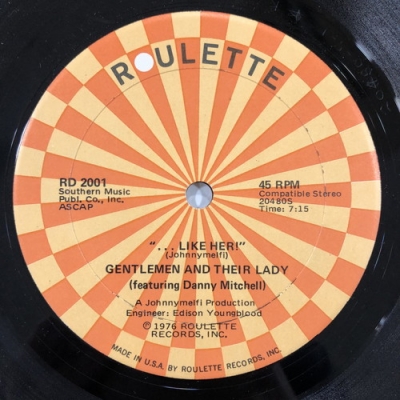 ROULETTE
RD 2001
Southern Music
Publ. Co., Inc.
ASCAP
45 RPM
Compatible Stereo
20480S
Time: 7:15
"... LIKE HER!"
(Johnnymelfi)
GENTLEMEN AND THEIR LADY
(featuring Danny Mitchell)
A Johnnymelfi Production
Engineer: Edison Youngblood
© 1976 ROULETTE
RECORDS, INC.
MADE IN U.S.A. BY ROULETTE RECORDS, INC.